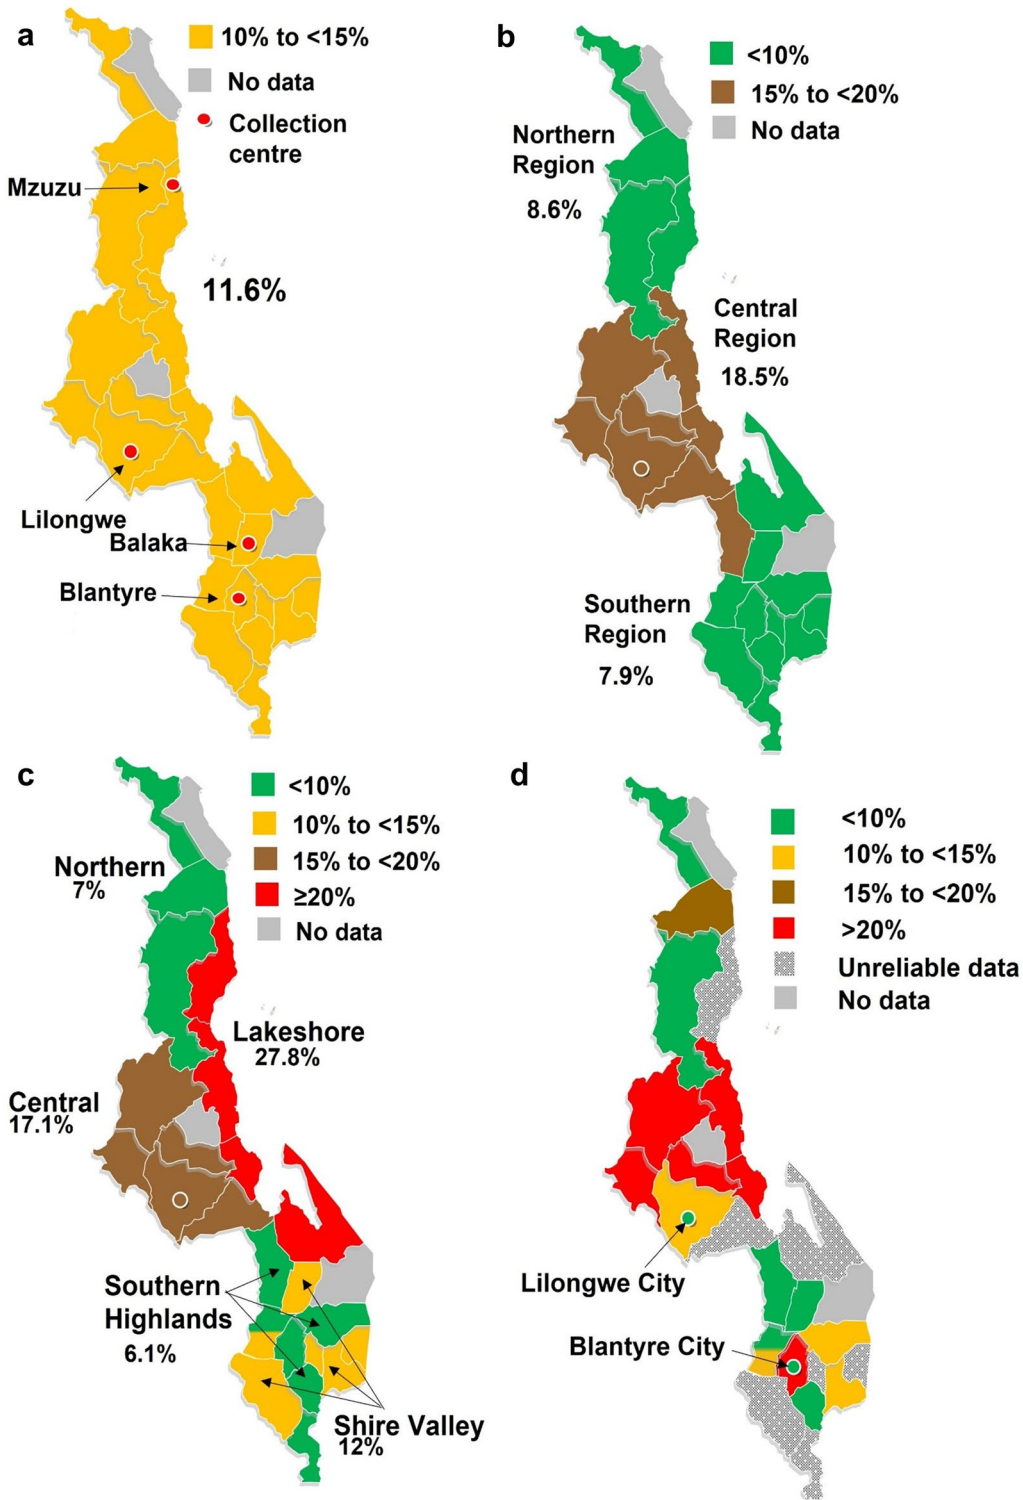 a
10% to <15%
No data
Collection
centre
Mzuzu
11.6%
Lilongwe
Balaka
Blantyre
b
<10%
15% to <20%
No data
Northern
Region
8.6%
Central
Region
18.5%
Southern
Region
7.9%
c
<10%
10% to <15%
15% to <20%
≥20%
No data
Northern
7%
Lakeshore
27.8%
Central
17.1%
Southern
Highlands
6.1%
Shire Valley
12%
d
<10%
10% to <15%
15% to <20%
>20%
Unreliable data
No data
Lilongwe City
Blantyre City